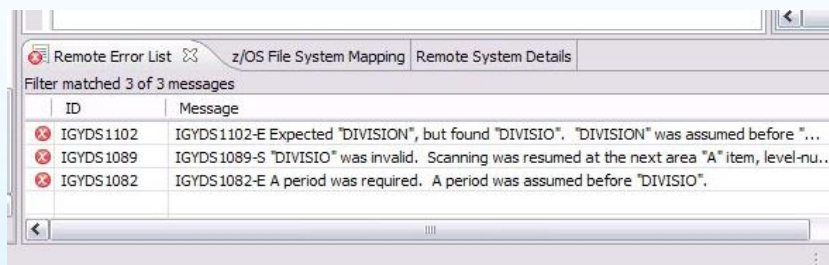 Remote Error List z/OS File System Mapping Remote System Details
Filter matched 3 of 3 messages
ID Message
IGYDS1102 IGYDS1102-E Expected "DIVISION", but found "DIVISIO". "DIVISION" was assumed before "...
IGYDS1089 IGYDS1089-S "DIVISIO" was invalid. Scanning was resumed at the next area "A" item, level-nu...
IGYDS1082 IGYDS1082-E A period was required. A period was assumed before "DIVISIO".